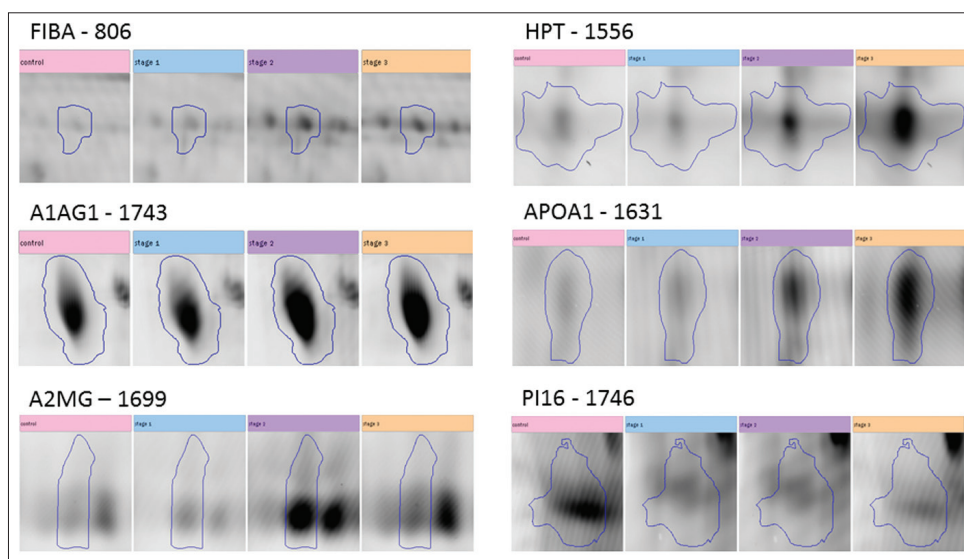 FIBA - 806
control stage 1 stage 2 stage 3
HPT - 1556
control stage 1 stage 2 stage 3
A1AG1 - 1743
control stage 1 stage 2 stage 3
APOA1 - 1631
control stage 1 stage 2 stage 3
A2MG – 1699
control stage 1 stage 2 stage 3
PI16 - 1746
control stage 1 stage 2 stage 3